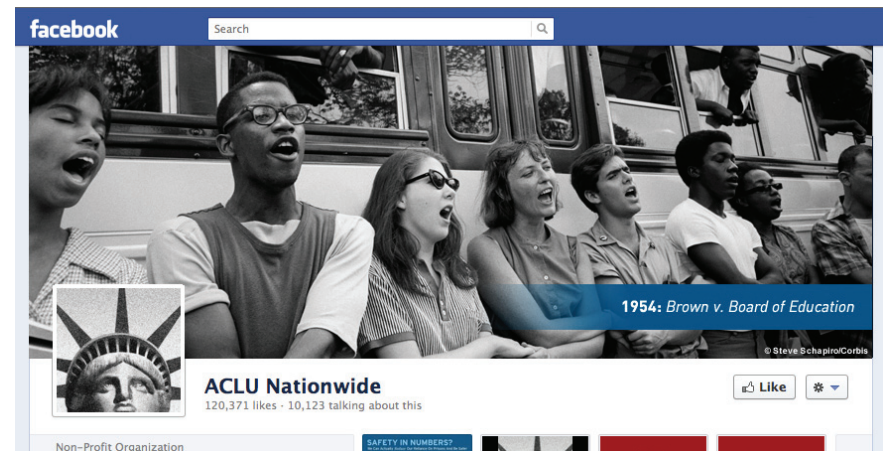 facebook
Search
1954: Brown v. Board of Education
© Steve Schapiro/Corbis
ACLU Nationwide
120,371 likes · 10,123 talking about this
Like
Non-Profit Organization
SAFETY IN NUMBERS?